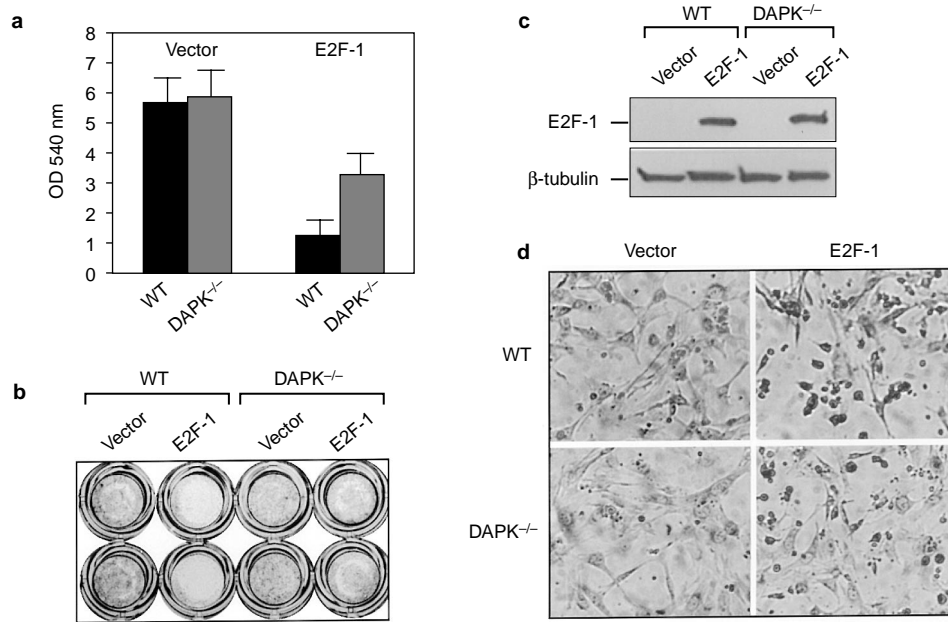 a
8
7
6
5
4
3
2
1
0
OD 540 nm
Vector
E2F-1
WT
DAPK–/–
WT
DAPK–/–
b
WT
DAPK–/–
Vector
E2F-1
Vector
E2F-1
c
WT
DAPK–/–
Vector
E2F-1
Vector
E2F-1
E2F-1
β-tubulin
d
Vector
E2F-1
WT
DAPK–/–